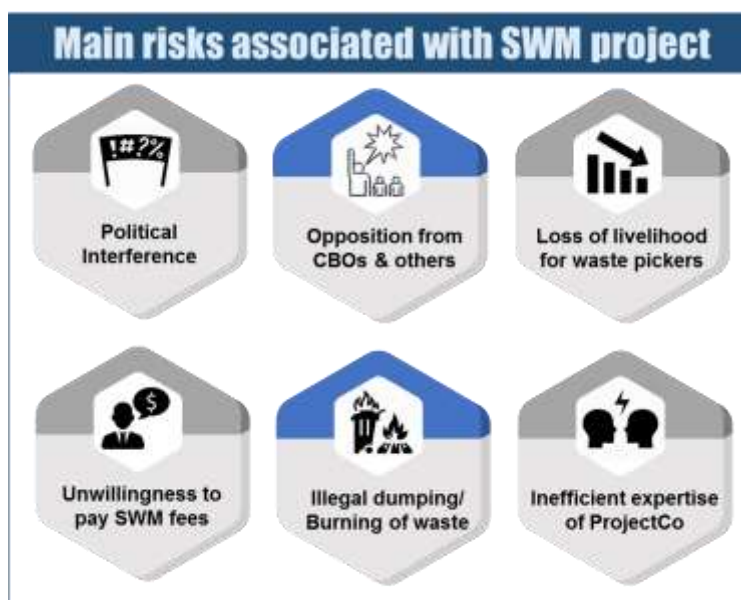 Main risks associated with SWM project
!#?%
Political
Interference
Opposition from
CBOs & others
Loss of livelihood
for waste pickers
$
Unwillingness to
pay SWM fees
Illegal dumping/
Burning of waste
Inefficient expertise
of ProjectCo